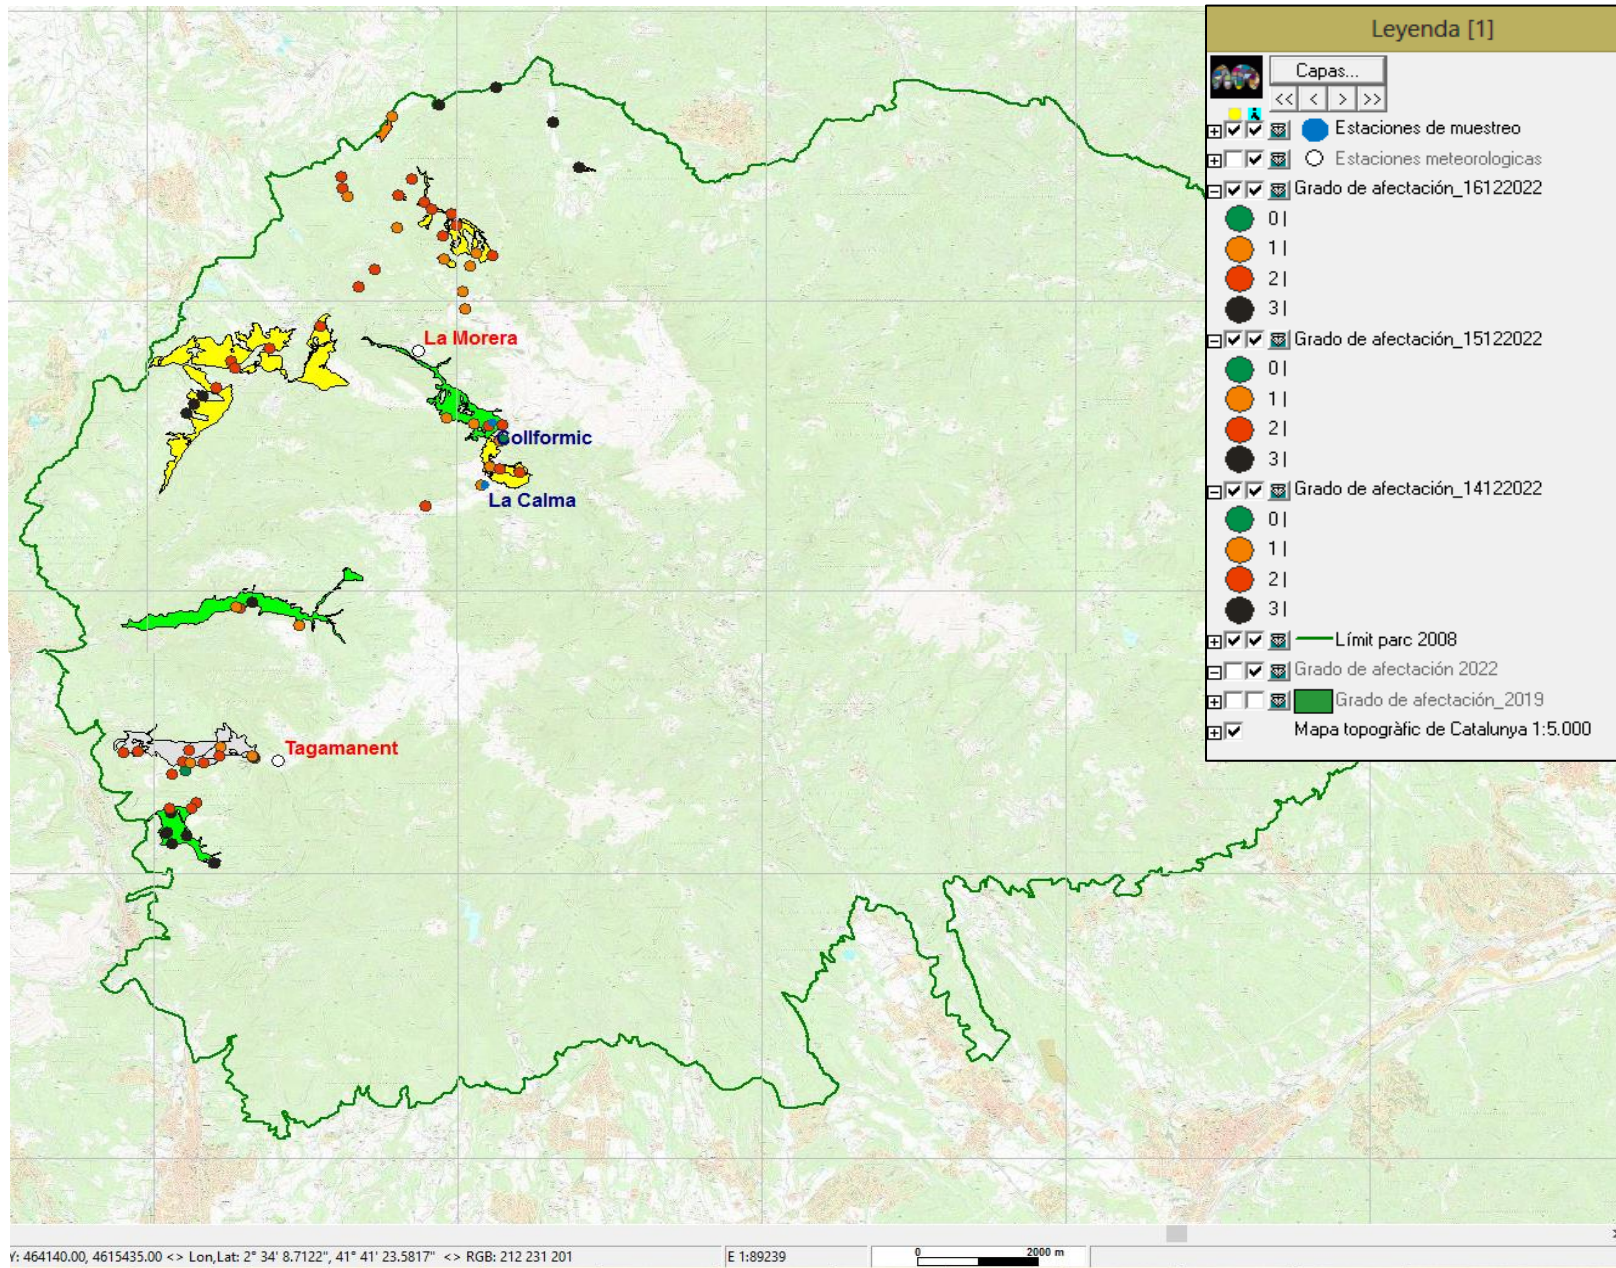 Leyenda [1]
Capas...
<< < > >>
Estaciones de muestreo
Estaciones meteorologicas
Grado de afectación_16122022
0 |
1 |
2 |
3 |
Grado de afectación_15122022
0 |
1 |
2 |
3 |
Grado de afectación_14122022
0 |
1 |
2 |
3 |
Límit parc 2008
Grado de afectación 2022
Grado de afectación_2019
Mapa topogràfic de Catalunya 1:5.000
La Morera
Collformic
La Calma
Tagamanent
Y: 464140.00, 4615435.00 <> Lon,Lat: 2° 34' 8.7122", 41° 41' 23.5817" <> RGB: 212 231 201
E 1:89239
0 2000 m